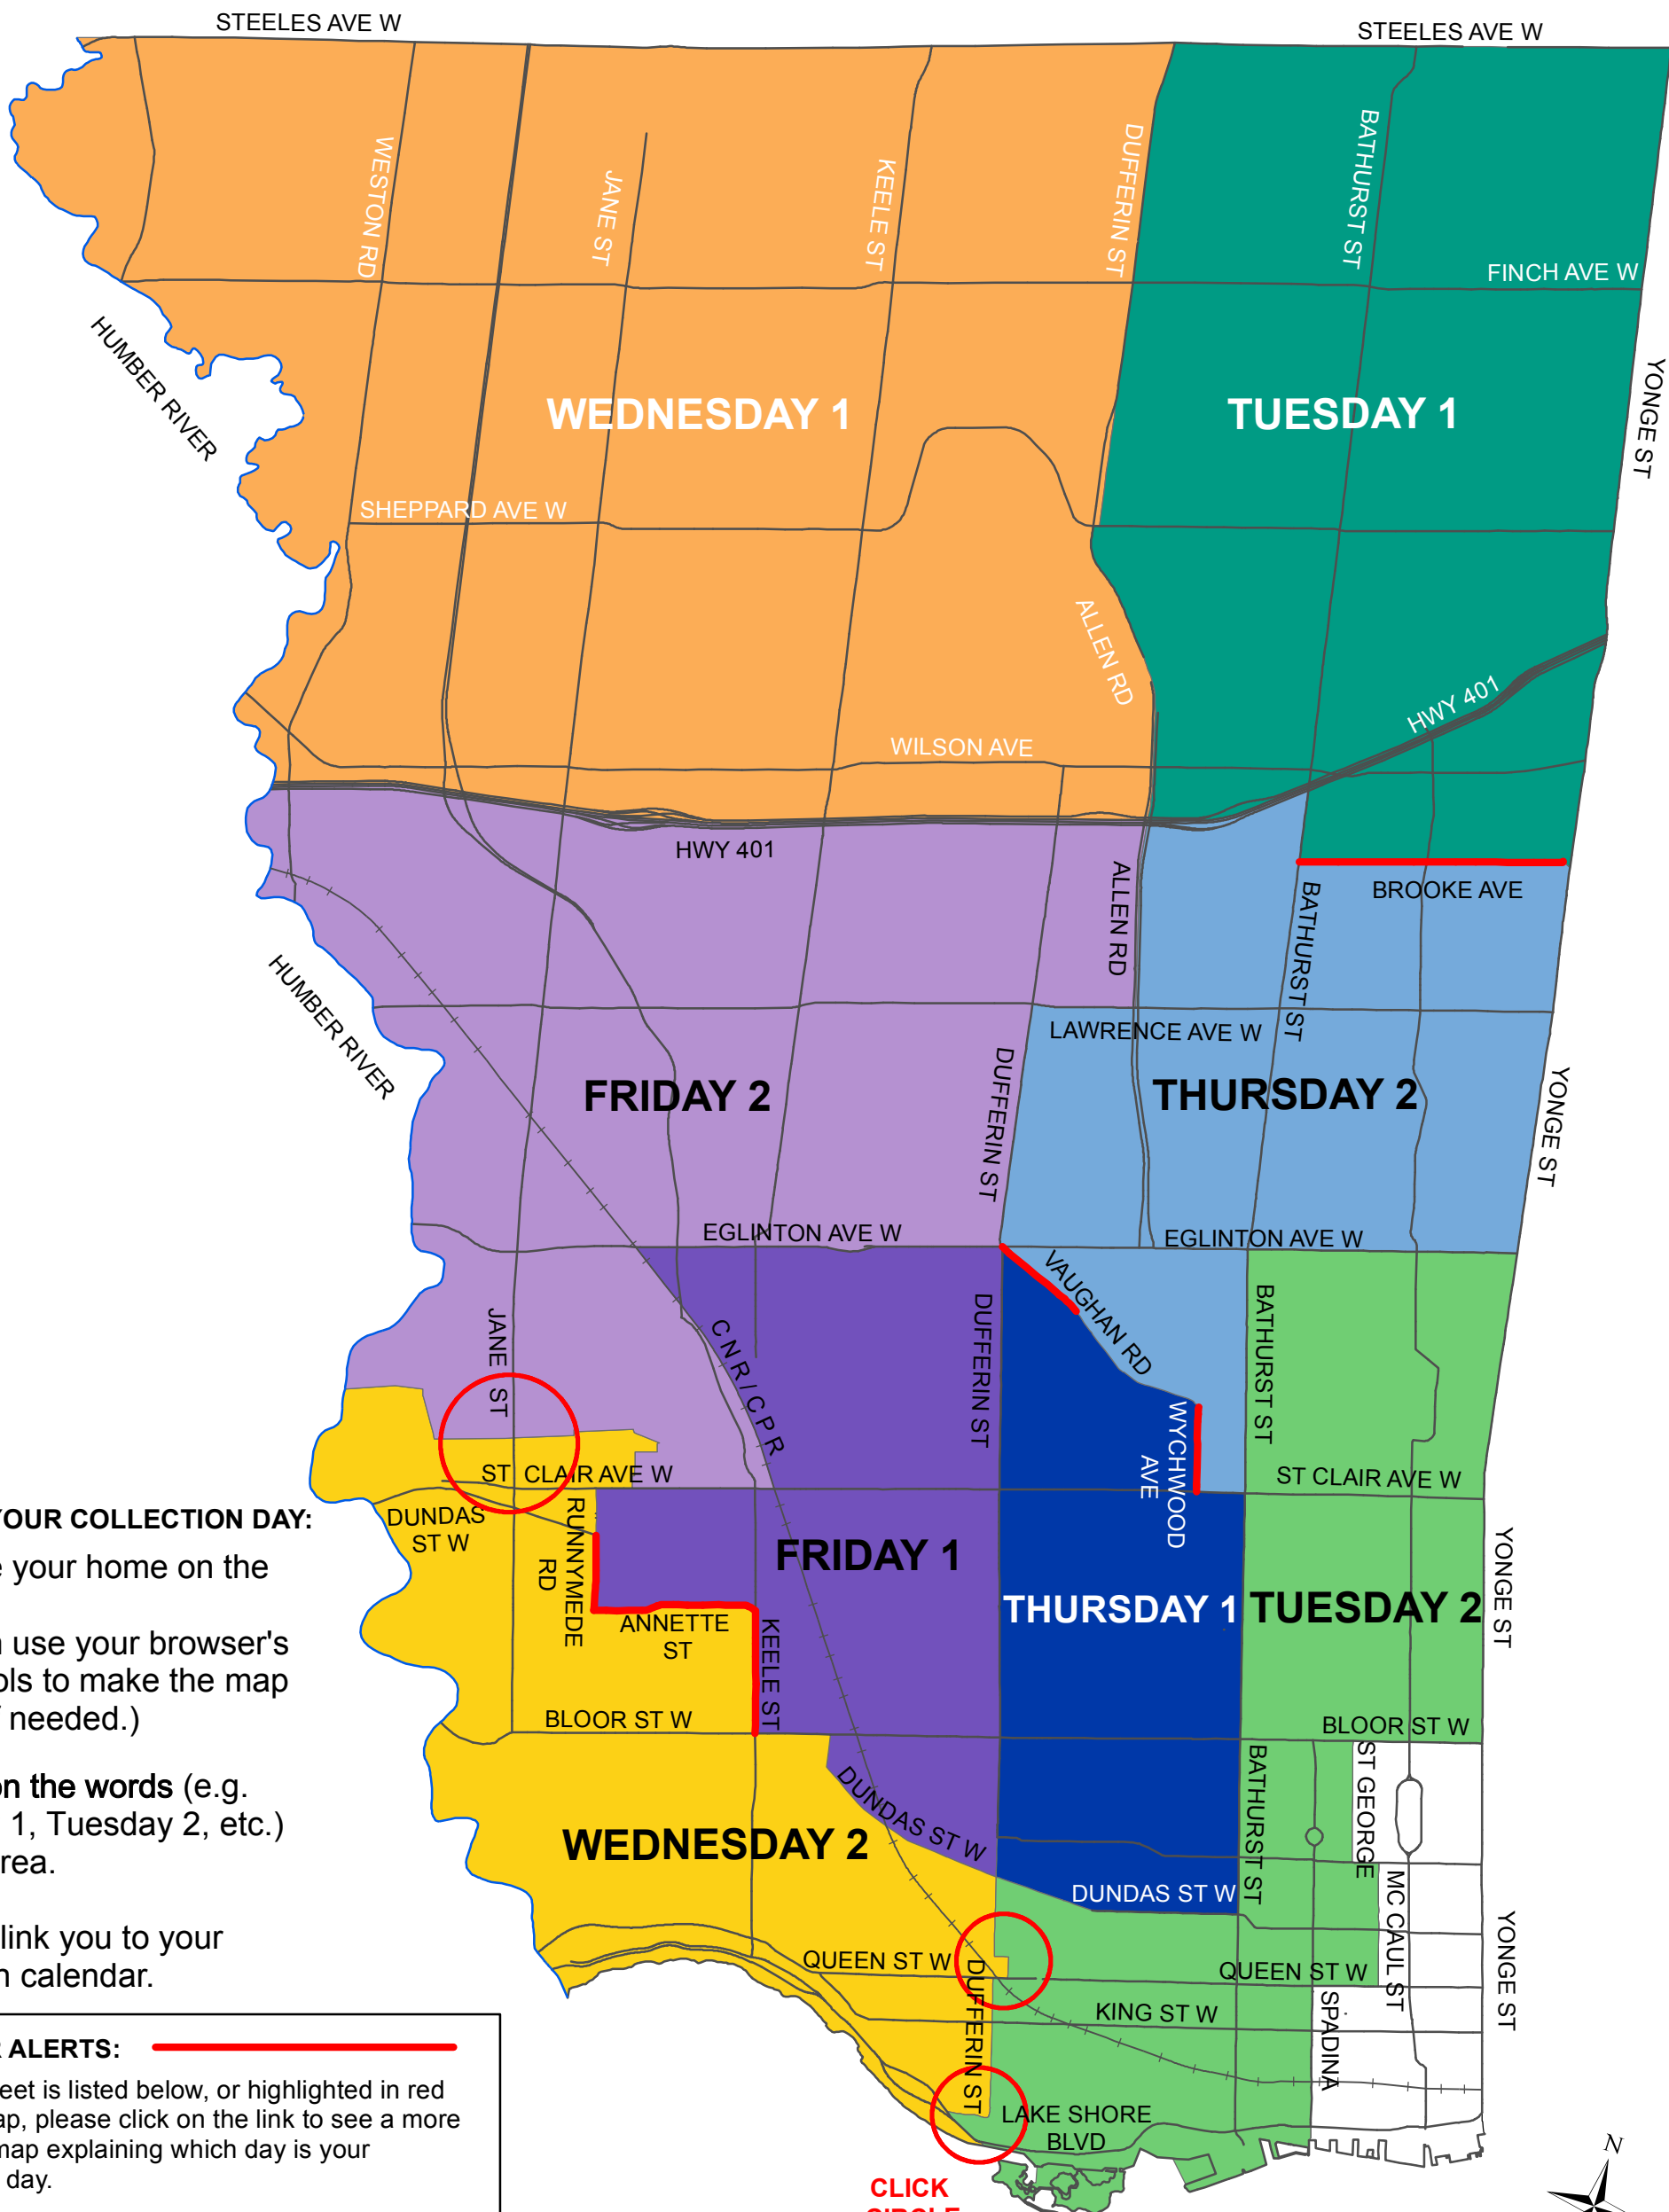 STEELES AVE W
STEELES AVE W
WESTON RD
JANE ST
KEELE ST
DUFFERIN ST
BATHURST ST
FINCH AVE W
HUMBER RIVER
YONGE ST
WEDNESDAY 1
TUESDAY 1
SHEPPARD AVE W
ALLEN RD
HWY 401
WILSON AVE
HWY 401
ALLEN RD
BATHURST ST
BROOKE AVE
HUMBER RIVER
LAWRENCE AVE W
DUFFERIN ST
YONGE ST
FRIDAY 2
THURSDAY 2
EGLINTON AVE W
EGLINTON AVE W
VAUGHAN RD
JANE ST
CNR/CPR
DUFFERIN ST
BATHURST ST
WYCHWOOD
AVE
ST CLAIR AVE W
ST CLAIR AVE W
DUNDAS
ST W
RUNNYMEDE
RD
FRIDAY 1
THURSDAY 1
TUESDAY 2
YONGE ST
ANNETTE
ST
KEELE ST
BLOOR ST W
BLOOR ST W
ST GEORGE
BATHURST ST
DUNDAS ST W
WEDNESDAY 2
DUNDAS ST W
MC CAUL ST
YONGE ST
QUEEN ST W
QUEEN ST W
DUFFERIN ST
KING ST W
SPADINA
LAKE SHORE
BLVD
CLICK
N
YOUR COLLECTION DAY:
your home on the
use your browser's
to make the map
needed.)
on the words (e.g.
1, Tuesday 2, etc.)
link you to your
calendar.
ALERTS:
is listed below, or highlighted in red
please click on the link to see a more
map explaining which day is your
day.